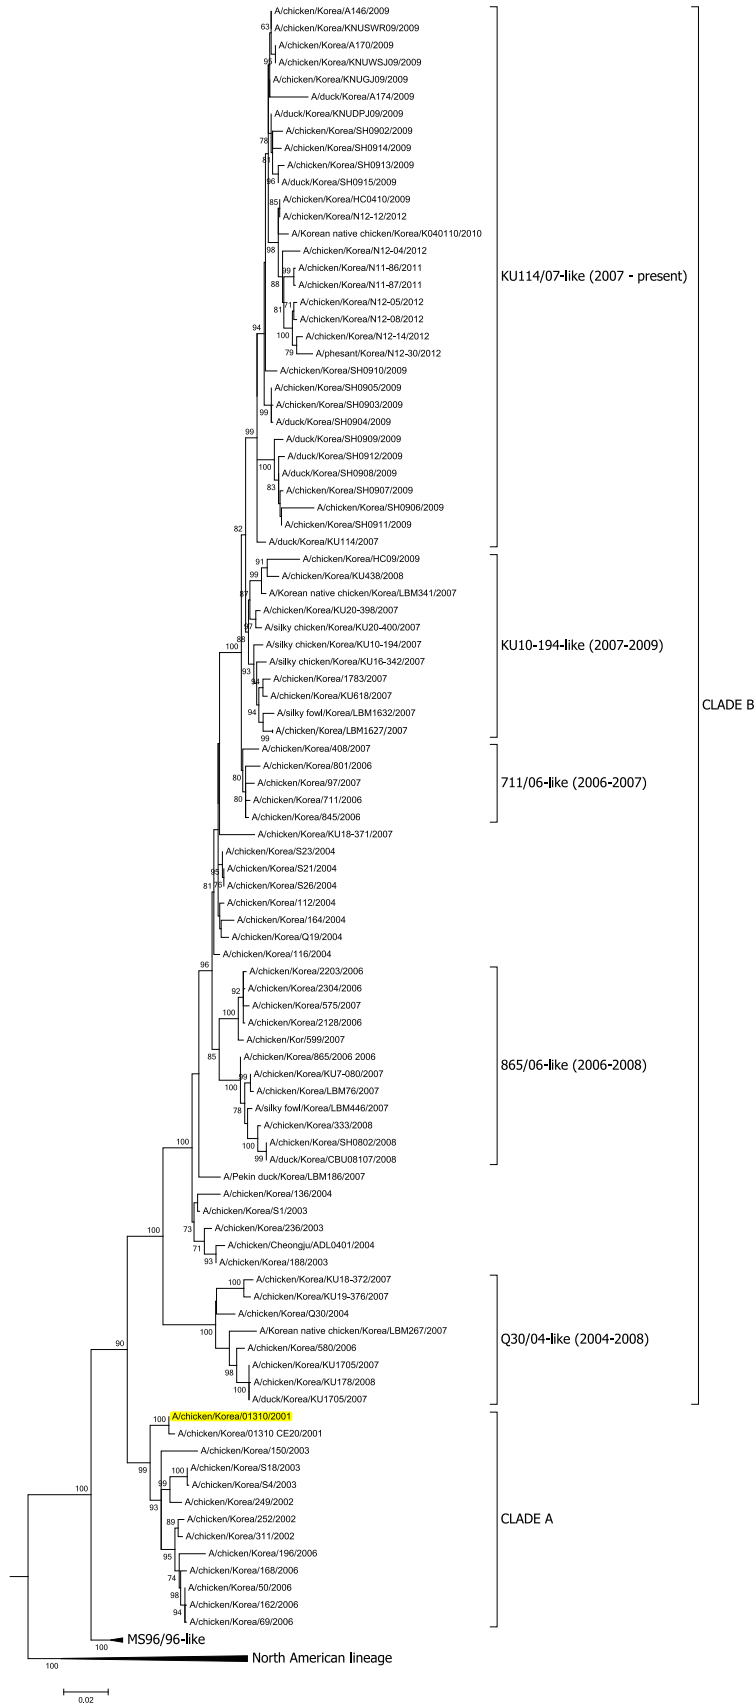 A/chicken/Korea/A146/2009
63
A/chicken/Korea/KNUSWR09/2009
A/chicken/Korea/A170/2009
95
A/chicken/Korea/KNUWSJ09/2009
A/chicken/Korea/KNUGJ09/2009
A/duck/Korea/A174/2009
A/duck/Korea/KNUDPJ09/2009
A/chicken/Korea/SH0902/2009
78
A/chicken/Korea/SH0914/2009
81
A/chicken/Korea/SH0913/2009
96
A/duck/Korea/SH0915/2009
A/chicken/Korea/HC0410/2009
85
A/chicken/Korea/N12-12/2012
A/Korean native chicken/Korea/K040110/2010
98
A/chicken/Korea/N12-04/2012
99
A/chicken/Korea/N11-86/2011
KU114/07-like (2007 - present)
88
A/chicken/Korea/N11-87/2011
71
A/chicken/Korea/N12-05/2012
81
A/chicken/Korea/N12-08/2012
94
100
A/chicken/Korea/N12-14/2012
79
A/phesant/Korea/N12-30/2012
A/chicken/Korea/SH0910/2009
A/chicken/Korea/SH0905/2009
A/chicken/Korea/SH0903/2009
99
A/duck/Korea/SH0904/2009
99
A/duck/Korea/SH0909/2009
A/duck/Korea/SH0912/2009
100
A/duck/Korea/SH0908/2009
83
A/chicken/Korea/SH0907/2009
A/chicken/Korea/SH0906/2009
A/chicken/Korea/SH0911/2009
82
A/duck/Korea/KU114/2007
91
A/chicken/Korea/HC09/2009
99
A/chicken/Korea/KU438/2008
87
A/Korean native chicken/Korea/LBM341/2007
A/chicken/Korea/KU20-398/2007
97
A/silky chicken/Korea/KU20-400/2007
88
A/silky chicken/Korea/KU10-194/2007
KU10-194-like (2007-2009)
100
A/silky chicken/Korea/KU16-342/2007
93
94
A/chicken/Korea/1783/2007
A/chicken/Korea/KU618/2007
CLADE B
94
A/silky fowl/Korea/LBM1632/2007
99
A/chicken/Korea/LBM1627/2007
A/chicken/Korea/408/2007
A/chicken/Korea/801/2006
80
A/chicken/Korea/97/2007
711/06-like (2006-2007)
80
A/chicken/Korea/711/2006
A/chicken/Korea/845/2006
A/chicken/Korea/KU18-371/2007
A/chicken/Korea/S23/2004
95
A/chicken/Korea/S21/2004
81
76
A/chicken/Korea/S26/2004
A/chicken/Korea/112/2004
A/chicken/Korea/164/2004
A/chicken/Korea/Q19/2004
A/chicken/Korea/116/2004
96
A/chicken/Korea/2203/2006
92
A/chicken/Korea/2304/2006
100
A/chicken/Korea/575/2007
A/chicken/Korea/2128/2006
A/chicken/Kor/599/2007
85
A/chicken/Korea/865/2006 2006
865/06-like (2006-2008)
99
A/chicken/Korea/KU7-080/2007
100
A/chicken/Korea/LBM76/2007
78
A/silky fowl/Korea/LBM446/2007
A/chicken/Korea/333/2008
100
A/chicken/Korea/SH0802/2008
100
99
A/duck/Korea/CBU08107/2008
A/Pekin duck/Korea/LBM186/2007
A/chicken/Korea/136/2004
A/chicken/Korea/S1/2003
73
A/chicken/Korea/236/2003
100
71
A/chicken/Cheongju/ADL0401/2004
93
A/chicken/Korea/188/2003
100
A/chicken/Korea/KU18-372/2007
A/chicken/Korea/KU19-376/2007
A/chicken/Korea/Q30/2004
100
A/Korean native chicken/Korea/LBM267/2007
Q30/04-like (2004-2008)
90
A/chicken/Korea/580/2006
98
A/chicken/Korea/KU1705/2007
100
A/chicken/Korea/KU178/2008
A/duck/Korea/KU1705/2007
A/chicken/Korea/01310/2001
100
A/chicken/Korea/01310 CE20/2001
A/chicken/Korea/150/2003
99
100
A/chicken/Korea/S18/2003
99
A/chicken/Korea/S4/2003
100
93
A/chicken/Korea/249/2002
89
A/chicken/Korea/252/2002
CLADE A
A/chicken/Korea/311/2002
95
A/chicken/Korea/196/2006
74
A/chicken/Korea/168/2006
98
A/chicken/Korea/50/2006
A/chicken/Korea/162/2006
94
A/chicken/Korea/69/2006
MS96/96-like
100
North American lineage
100
0.02